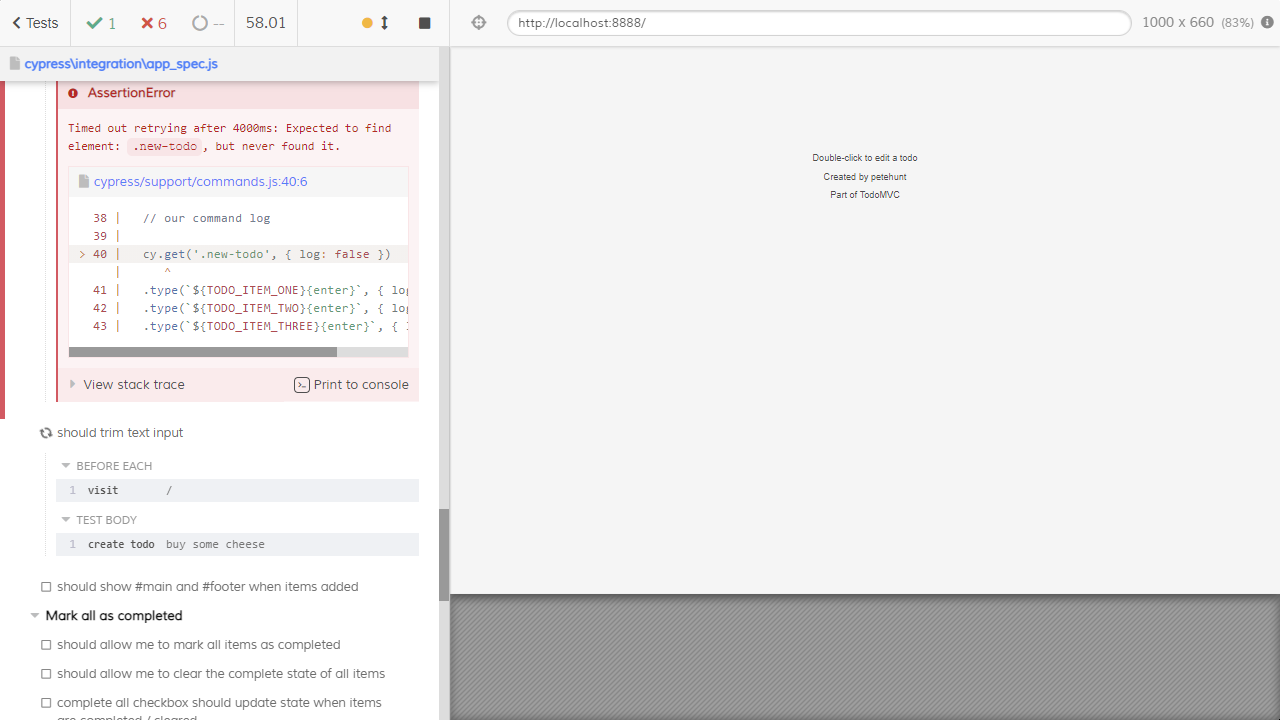 Tests
1
6
--
58.01
http://localhost:8888/
1000 x 660 (83%)
cypress\integration\app_spec.js
AssertionError
Timed out retrying after 4000ms: Expected to find
element: .new-todo, but never found it.
cypress/support/commands.js:40:6
38 | // our command log
39 |
> 40 | cy.get('.new-todo', { log: false })
| ^
41 | .type(`${TODO_ITEM_ONE}{enter}`, { log
42 | .type(`${TODO_ITEM_TWO}{enter}`, { log
43 | .type(`${TODO_ITEM_THREE}{enter}`, { l
View stack trace
Print to console
should trim text input
BEFORE EACH
1 visit /
TEST BODY
1 create todo buy some cheese
should show #main and #footer when items added
Mark all as completed
should allow me to mark all items as completed
should allow me to clear the complete state of all items
complete all checkbox should update state when items
are completed / cleared
Double-click to edit a todo
Created by petehunt
Part of TodoMVC